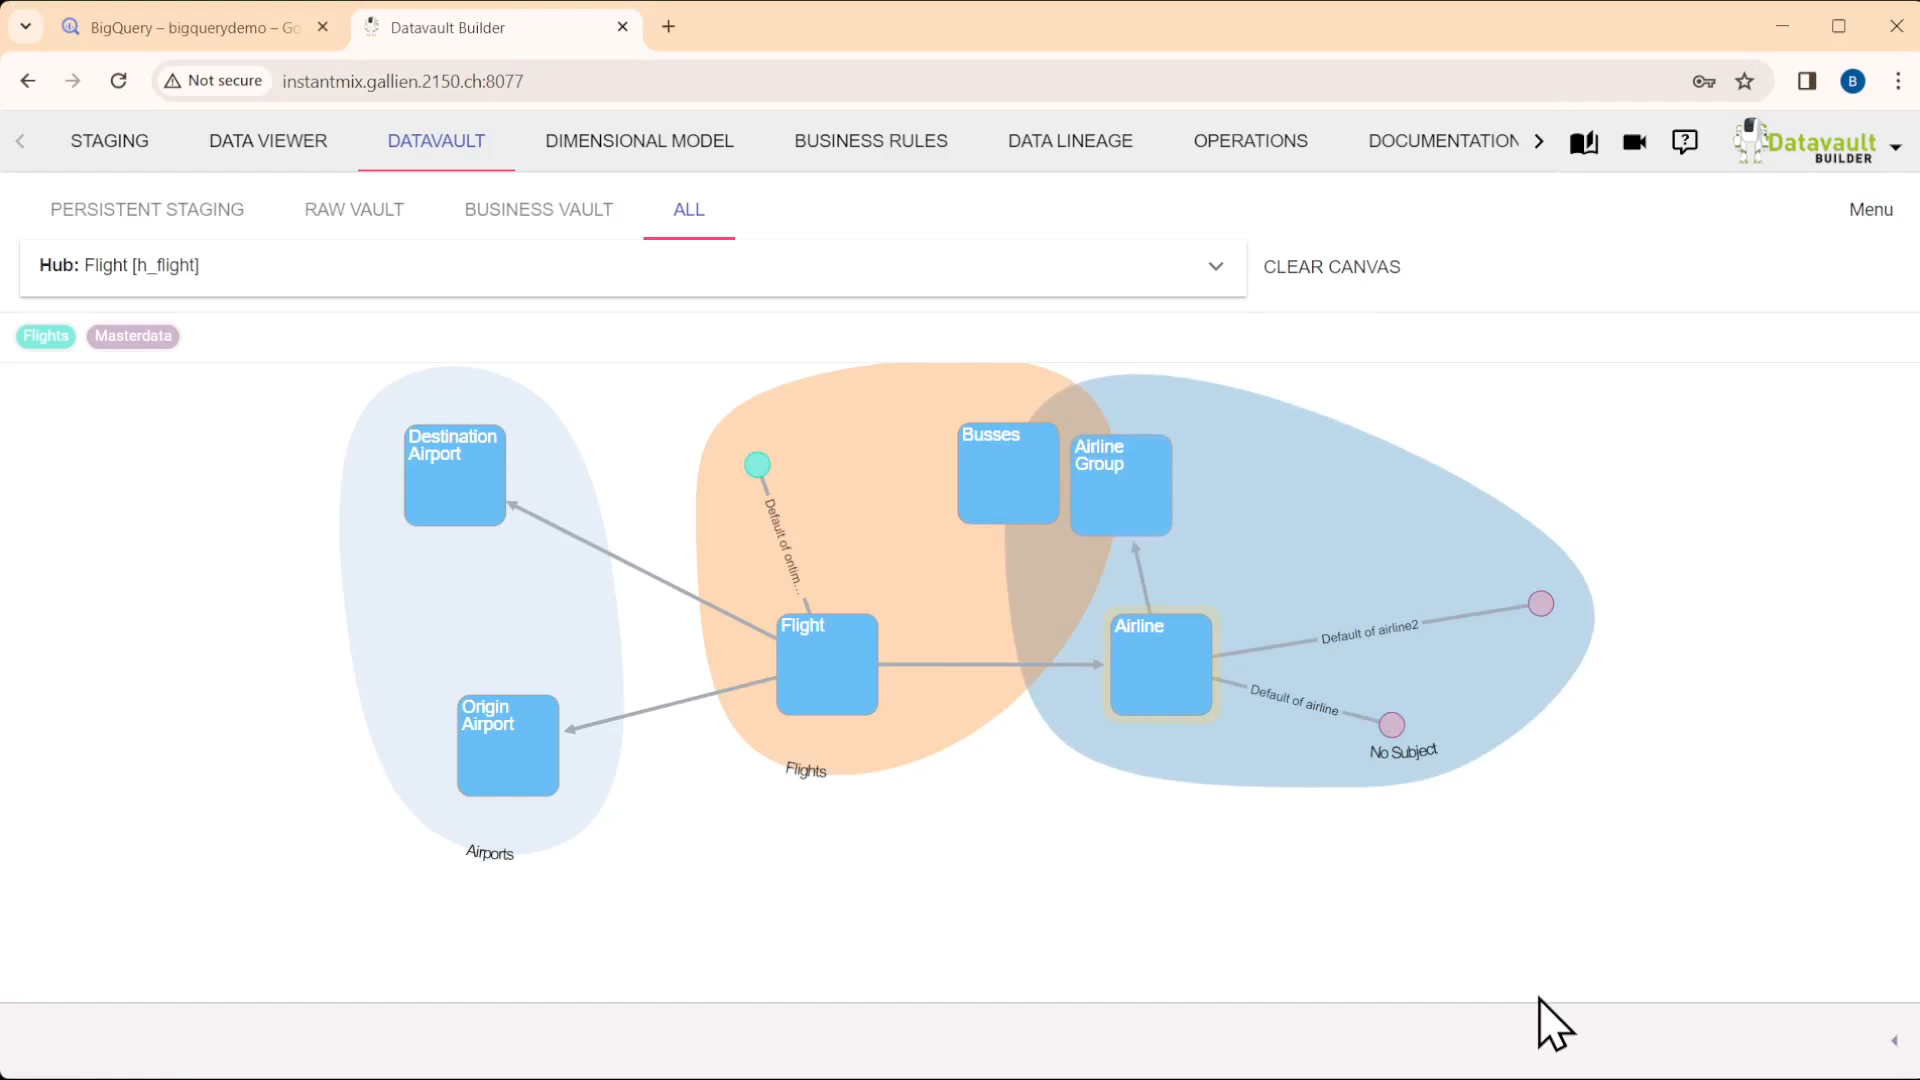 BigQuery – bigquerydemo – Go
Datavault Builder
Not secure
instantmix.gallien.2150.ch:8077
B
STAGING
DATA VIEWER
DATAVAULT
DIMENSIONAL MODEL
BUSINESS RULES
DATA LINEAGE
OPERATIONS
DOCUMENTATION
Datavault
BUILDER
PERSISTENT STAGING
RAW VAULT
BUSINESS VAULT
ALL
Menu
Hub: Flight [h_flight]
CLEAR CANVAS
Flights
Masterdata
Destination
Airport
Busses
Airline
Group
Default of ontim...
Flight
Airline
Default of airline2
Default of airline
Origin
Airport
No Subject
Flights
Airports